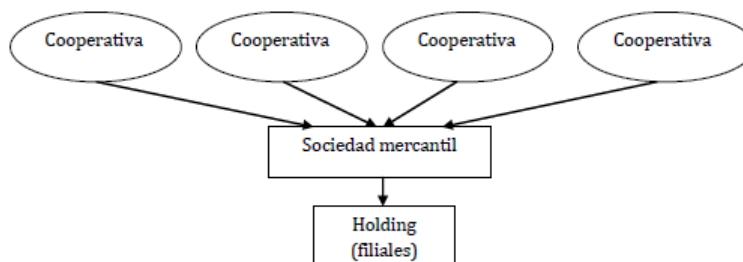 Cooperativa
Cooperativa
Cooperativa
Cooperativa
Sociedad mercantil
Holding
(filiales)